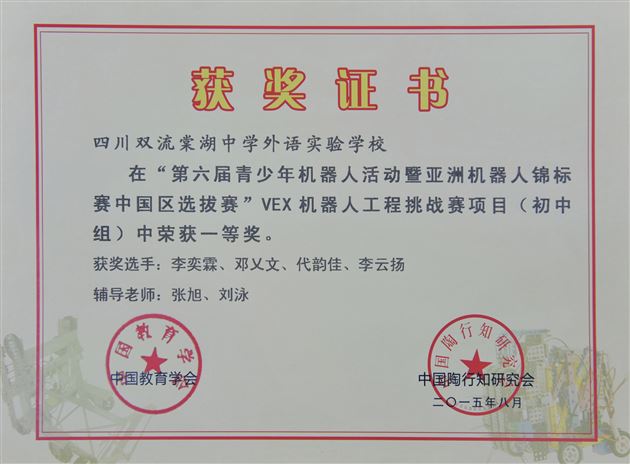 获奖证书
四川双流棠湖中学外语实验学校
在“第六届青少年机器人活动暨亚洲机器人锦标
赛中国区选拔赛”VEX 机器人工程挑战赛项目（初中
组）中荣获一等奖。
获奖选手：李奕霖、邓乂文、代韵佳、李云扬
辅导老师：张旭、刘泳
中国教育学会
中国教育学会
中国陶行知研究会
中国陶行知研究会
二〇一五年八月